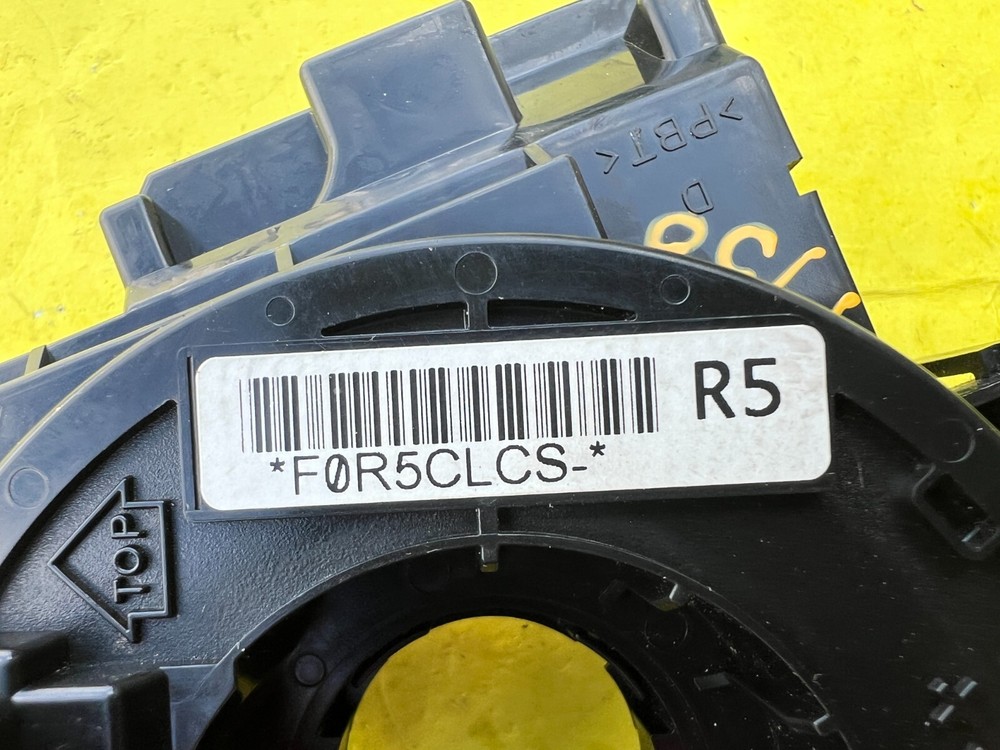 >PBT<
D
R5
*F0R5CLCS-*
TOP